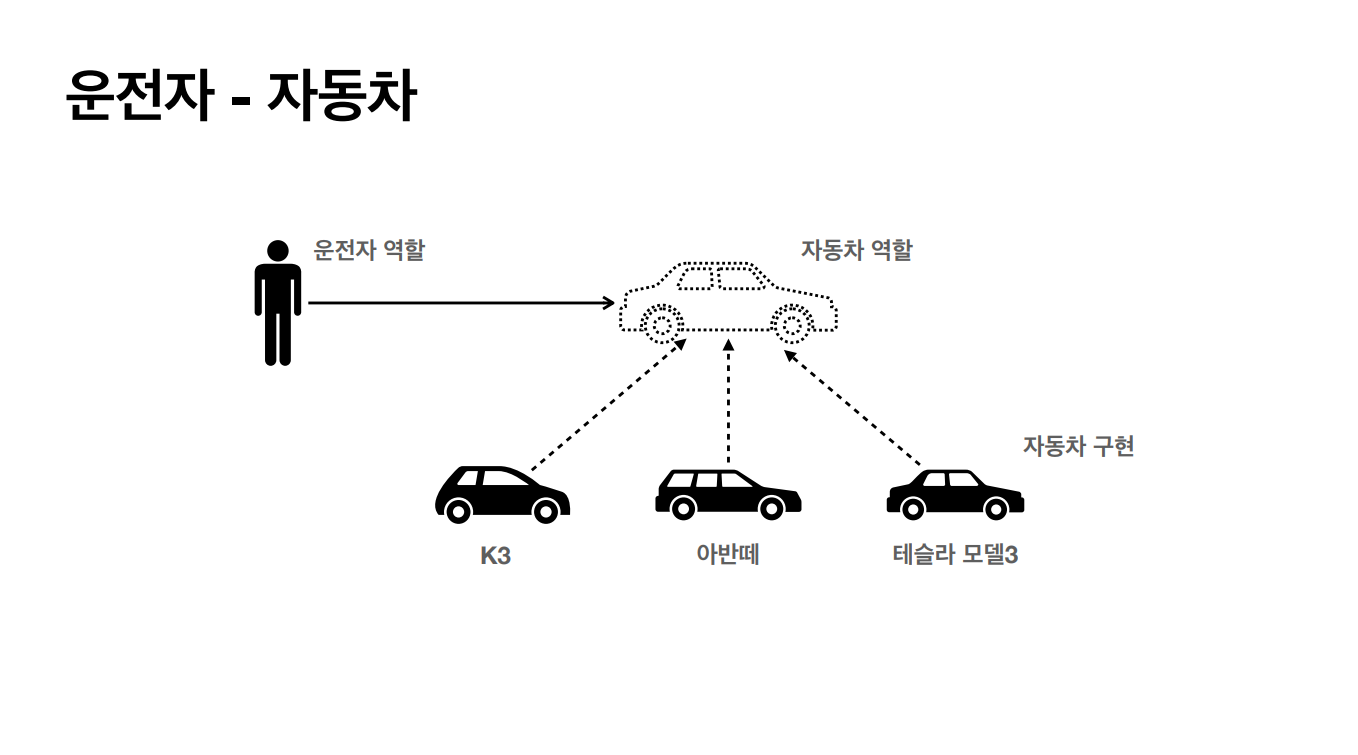 운전자 - 자동차
운전자 역할
자동차 역할
자동차 구현
K3
아반떼
테슬라 모델3